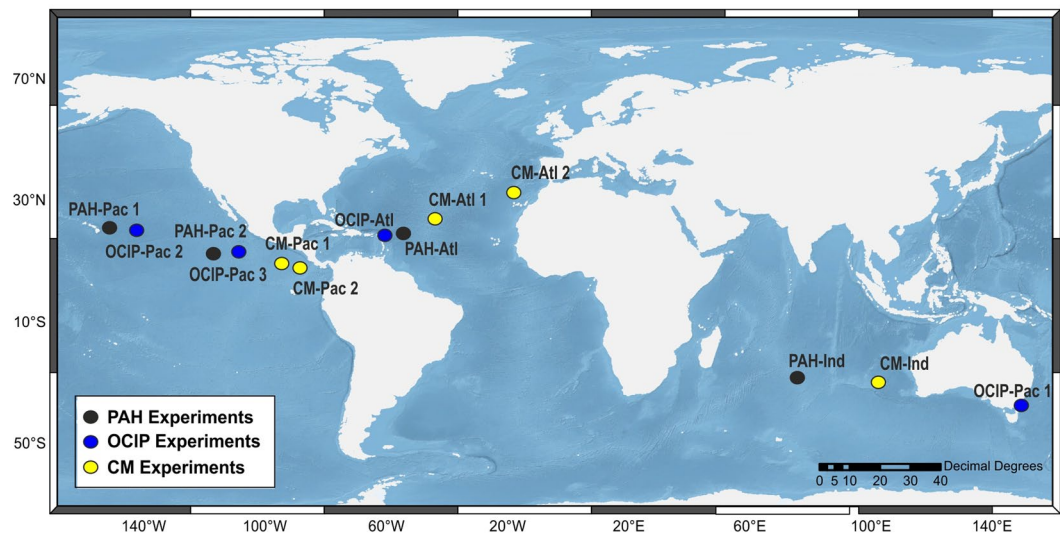 70°N
30°N
10°S
50°S
CM-Atl 2
CM-Atl 1
PAH-Pac 1
OCIP-Atl
PAH-Pac 2
CM-Pac 1
OCIP-Pac 2
PAH-Atl
OCIP-Pac 3
CM-Pac 2
PAH-Ind
CM-Ind
OCIP-Pac 1
PAH Experiments
OCIP Experiments
CM Experiments
Decimal Degrees
0 5 10 20 30 40
140°W 100°W 60°W 20°W 20°E 60°E 100°E 140°E